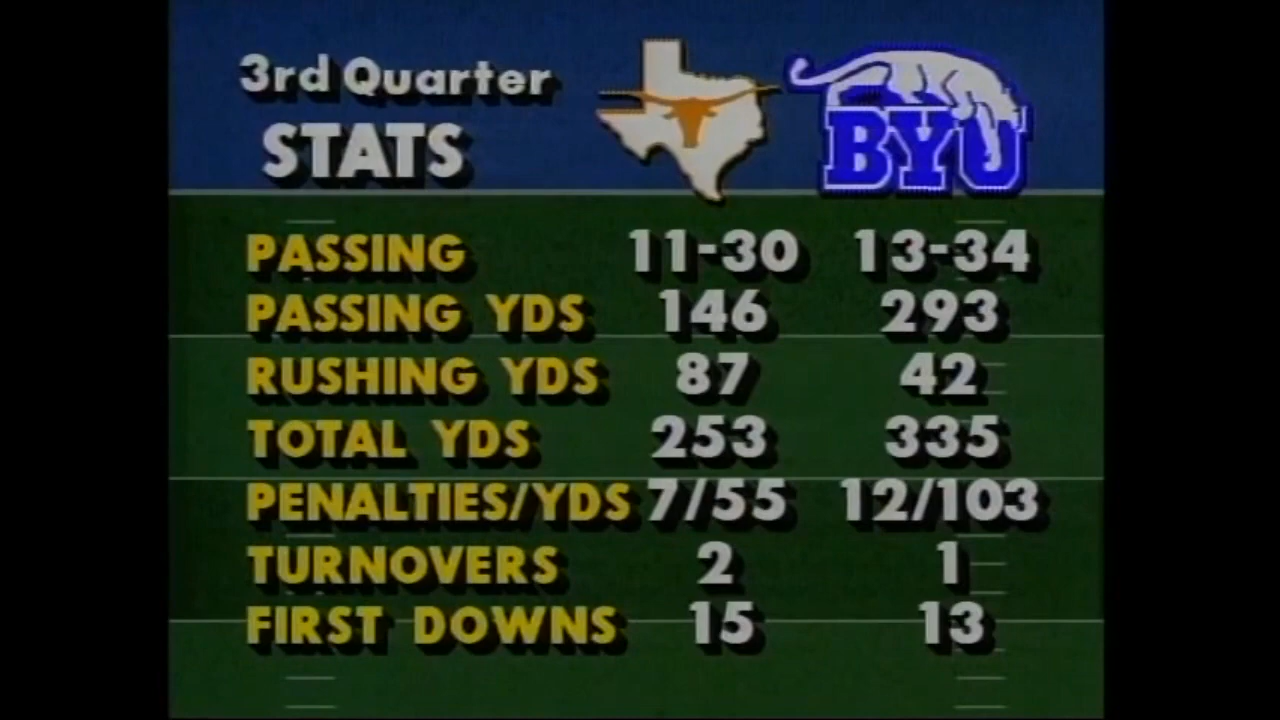 3rd Quarter
STATS
BYU
PASSING 11-30 13-34
PASSING YDS 146 293
RUSHING YDS 87 42
TOTAL YDS 253 335
PENALTIES/YDS 7/55 12/103
TURNOVERS 2 1
FIRST DOWNS 15 13